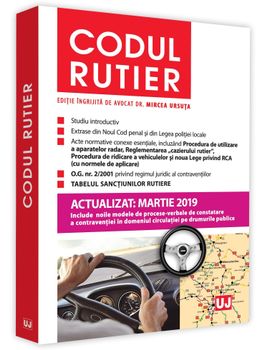 CODUL RUTIER
CODUL
RUTIER
EDIȚIE ÎNGRIJITĂ DE AVOCAT DR. MIRCEA URSUȚA
Studiu introductiv
Extrase din Noul Cod penal și din Legea poliției locale
Acte normative conexe esențiale, incluzând Procedura de utilizare
a aparatelor radar, Reglementarea „cazierului rutier”,
Procedura de ridicare a vehiculelor și noua Lege privind RCA
(cu normele de aplicare)
O.G. nr. 2/2001 privind regimul juridic al contravențiilor
TABELUL SANCȚIUNILOR RUTIERE
ACTUALIZAT: MARTIE 2019
Include noile modele de procese-verbale de constatare
a contravenției în domeniul circulației pe drumurile publice
UJ
UJ